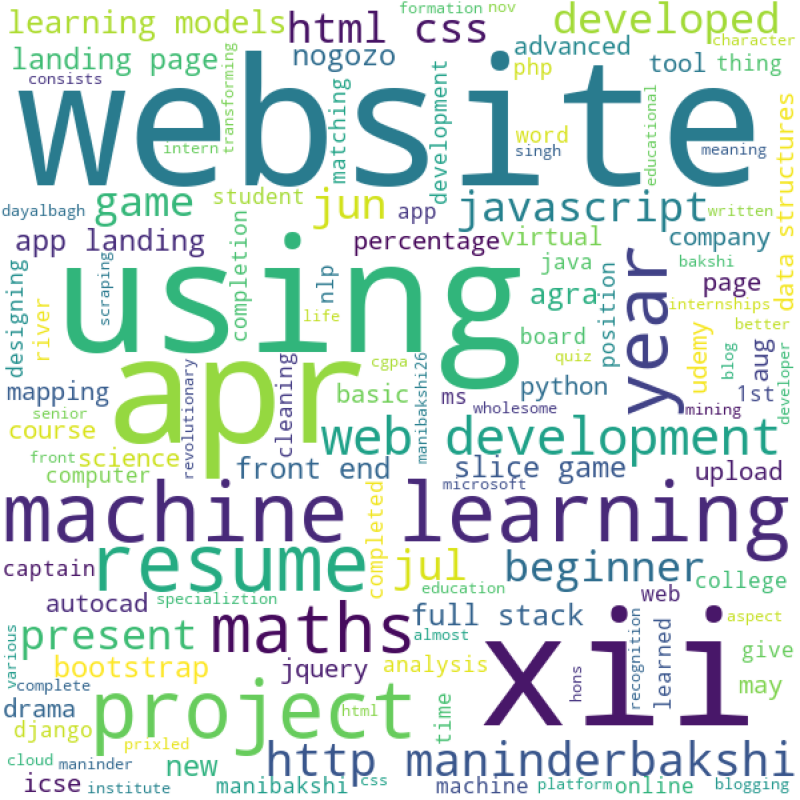 formation nov
learning models html css developed
landing page nogozo advanced character
consists transforming php tool thing
website
intern matching development word singh educational meaning
dayalbagh game student jun app javascript written data structures
app landing completion percentage virtual company
designing scraping using nlp java position year bakshi page
river life agra internships
apr board udemy better
mapping revolutionary cleaning cgpa basic manibakshi26 ms python quiz blog 1st aug developer
senior wholesome mining
course front science web development
computer front end slice game upload
machine learning microsoft
captain resume completed jul beginner college
autocad specializtion education web
present maths full stack xii aspect
various bootstrap jquery analysis almost hons recognition learned give
complete project may
drama html time
django prixled http maninderbakshi
cloud maninder new
icse institute manibakshi css machine platform online blogging